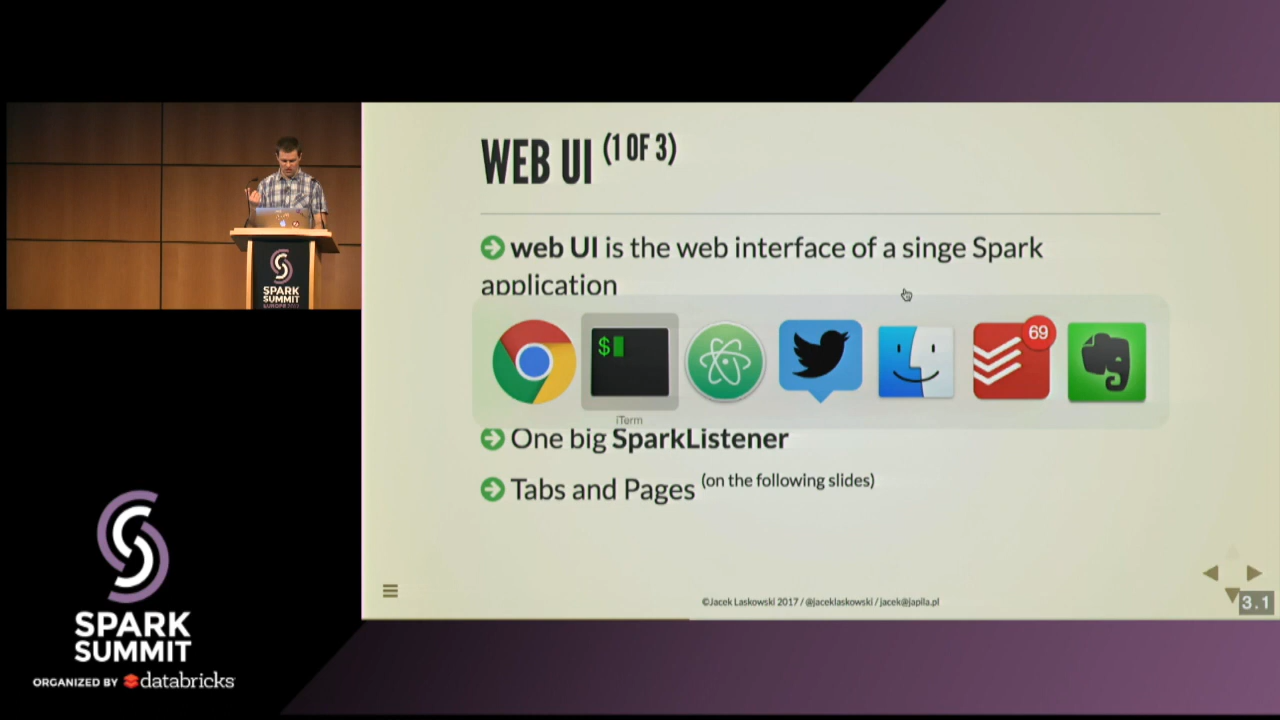 WEB UI (1 OF 3)
web UI is the web interface of a singe Spark
application
69
$
iTerm
One big SparkListener
Tabs and Pages (on the following slides)
©Jacek Laskowski 2017 / @jaceklaskowski / jacek@japila.pl
3.1
SPARK
SUMMIT
EUROPE 2017
SPARK
SUMMIT
ORGANIZED BY databricks